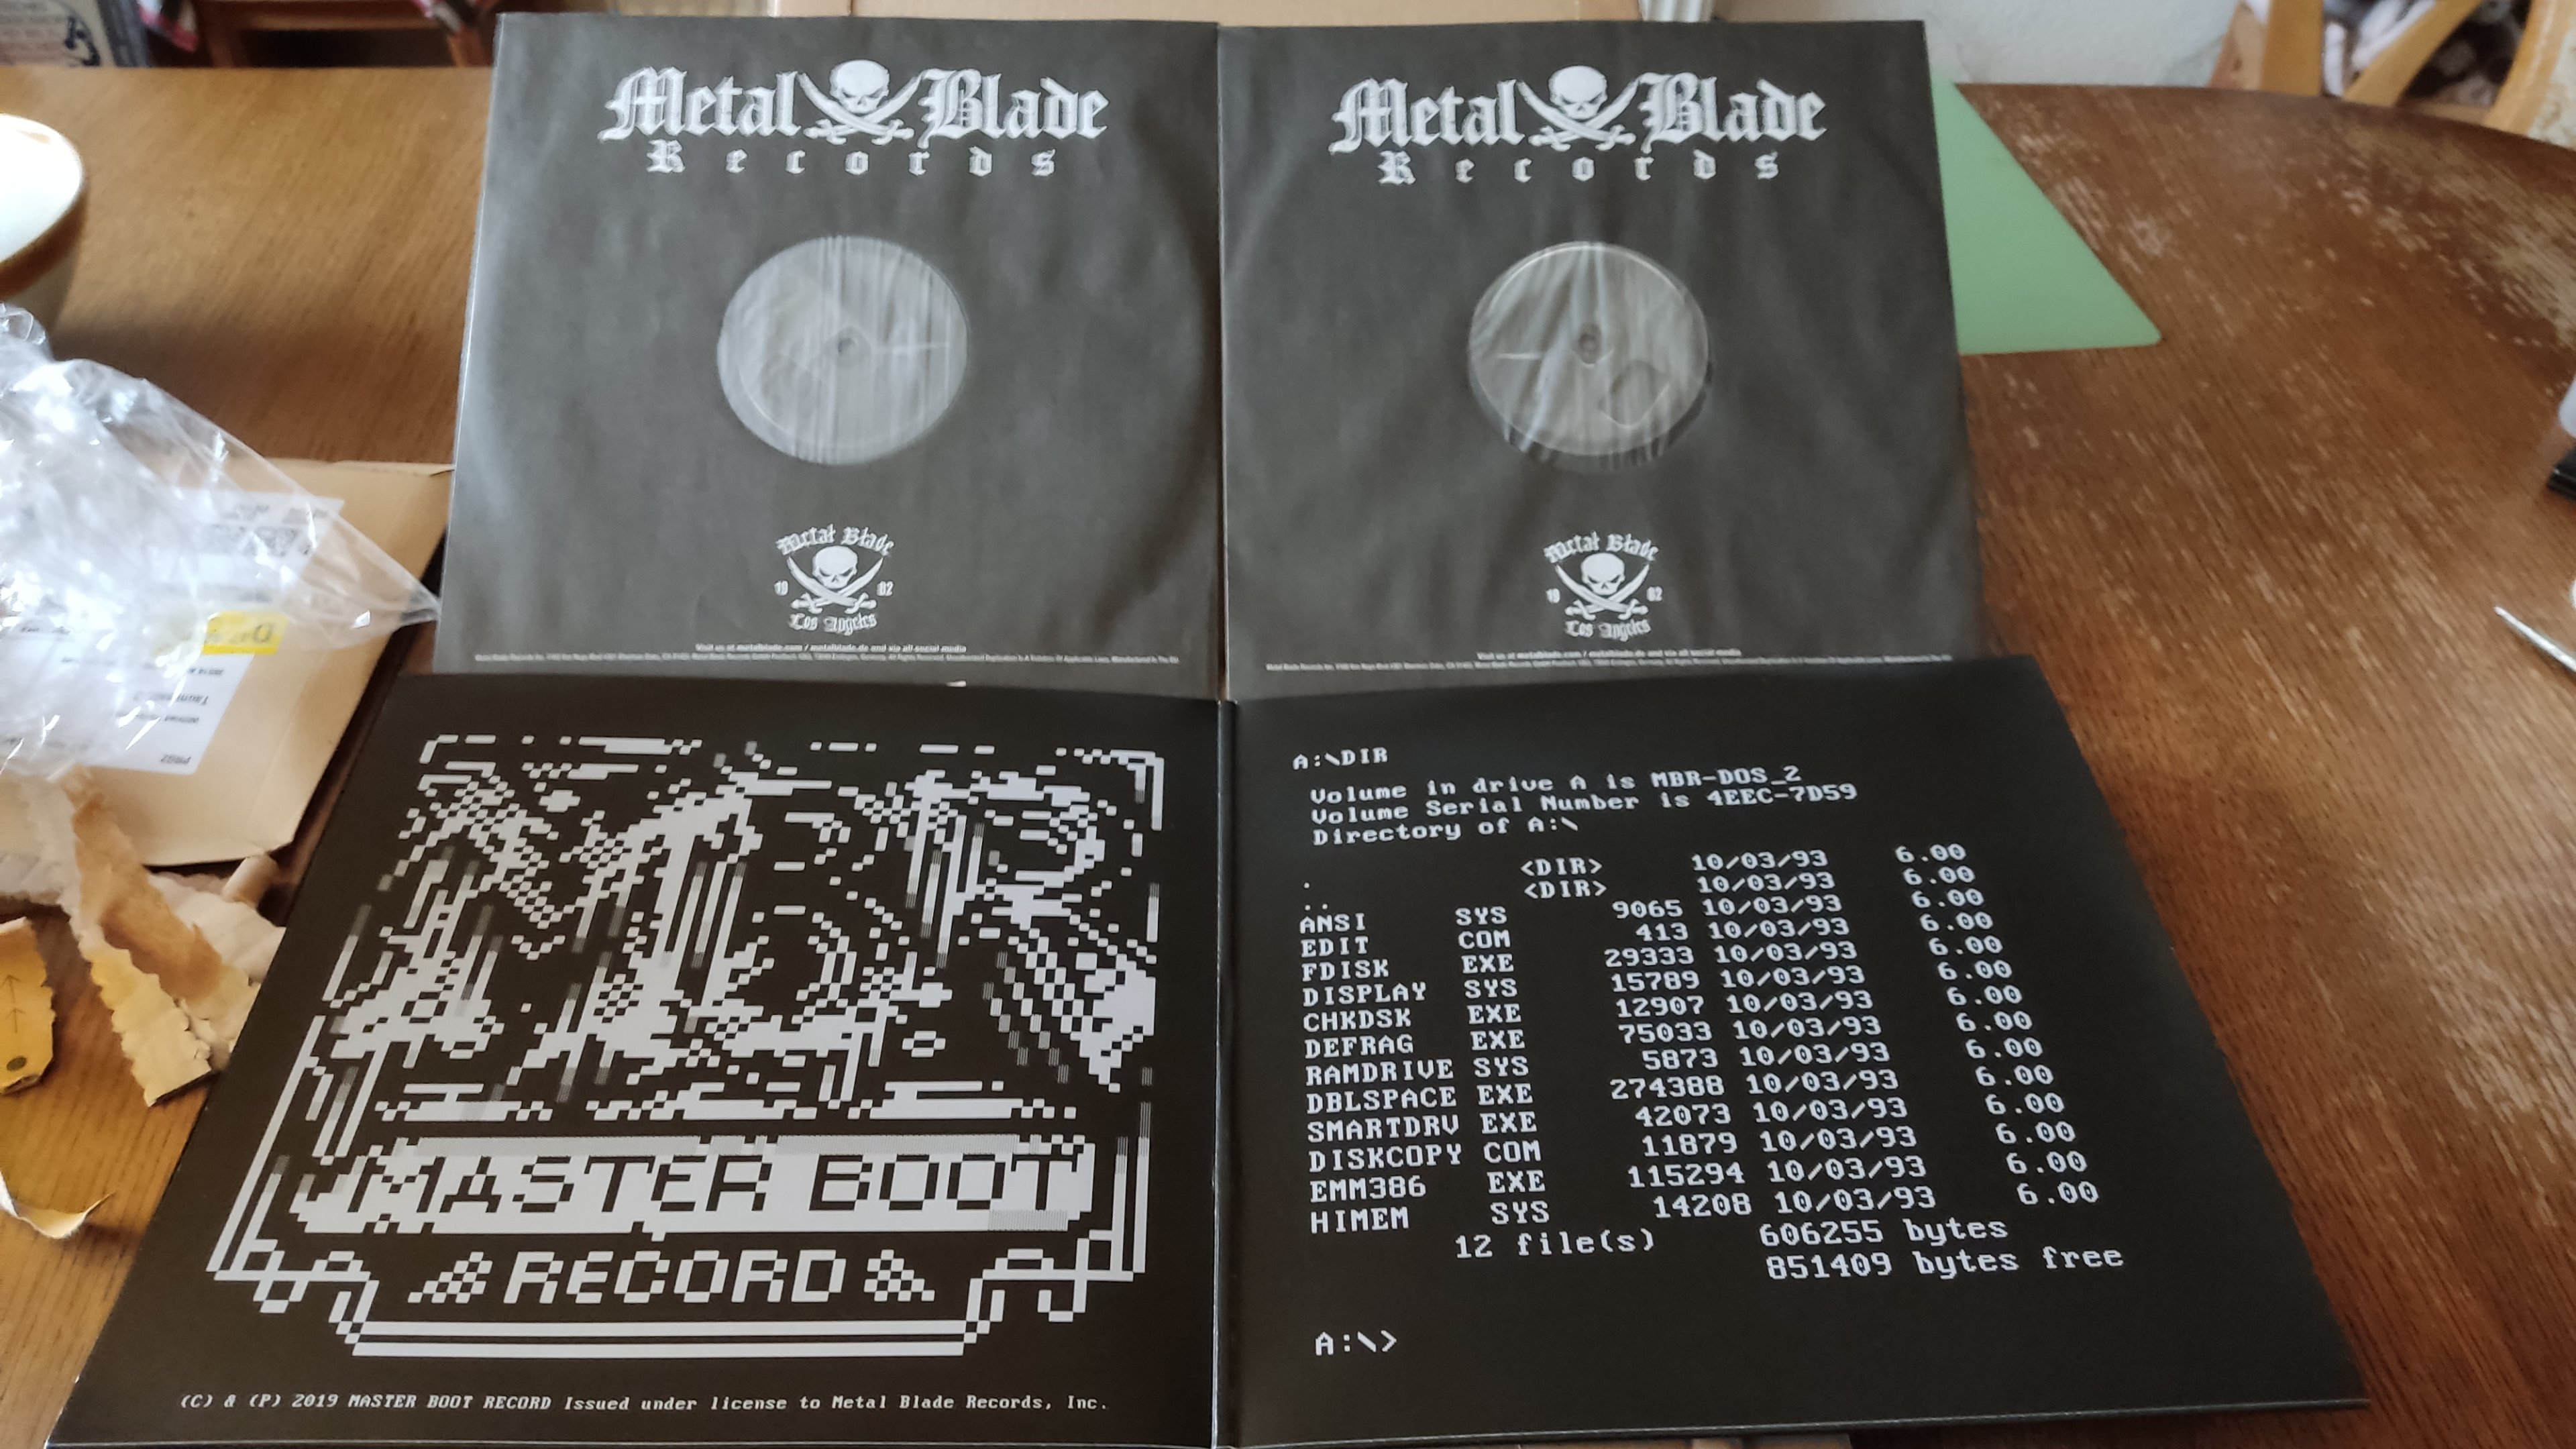 Metal Blade
Records
Metal Blade
19 82
Los Angeles
Visit us at metalblade.com / metalblade.de and via all social media
Metal Blade
Records
Metal Blade
19 82
Los Angeles
Visit us at metalblade.com / metalblade.de and via all social media
MBR
MASTER BOOT
RECORD
(C) & (P) 2019 MASTER BOOT RECORD Issued under license to Metal Blade Records, Inc.
A:\DIR
Volume in drive A is MBR-DOS_2
Volume Serial Number is 4EEC-7D59
Directory of A:\
. <DIR> 10/03/93 6.00
.. <DIR> 10/03/93 6.00
ANSI SYS 9065 10/03/93 6.00
EDIT COM 413 10/03/93 6.00
FDISK EXE 29333 10/03/93 6.00
DISPLAY SYS 15789 10/03/93 6.00
CHKDSK EXE 12907 10/03/93 6.00
DEFRAG EXE 75033 10/03/93 6.00
RAMDRIVE SYS 5873 10/03/93 6.00
DBLSPACE EXE 274388 10/03/93 6.00
SMARTDRV EXE 42073 10/03/93 6.00
DISKCOPY COM 11879 10/03/93 6.00
EMM386 EXE 115294 10/03/93 6.00
HIMEM SYS 14208 10/03/93 6.00
12 file(s) 606255 bytes
851409 bytes free
A:\>